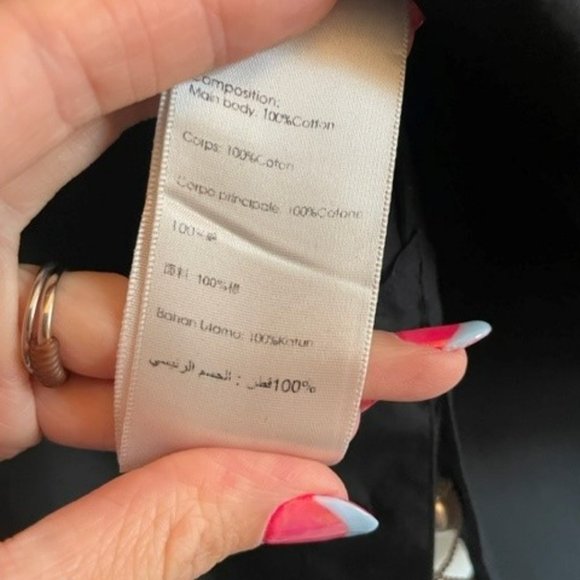 Composition:
Main body: 100%Cotton
Corps: 100%Coton
Corpo principale: 100%Cotone
100%
面料 100%棉
Bahan Utama: 100%Katun
100%قطن : الجسم الرئيسي